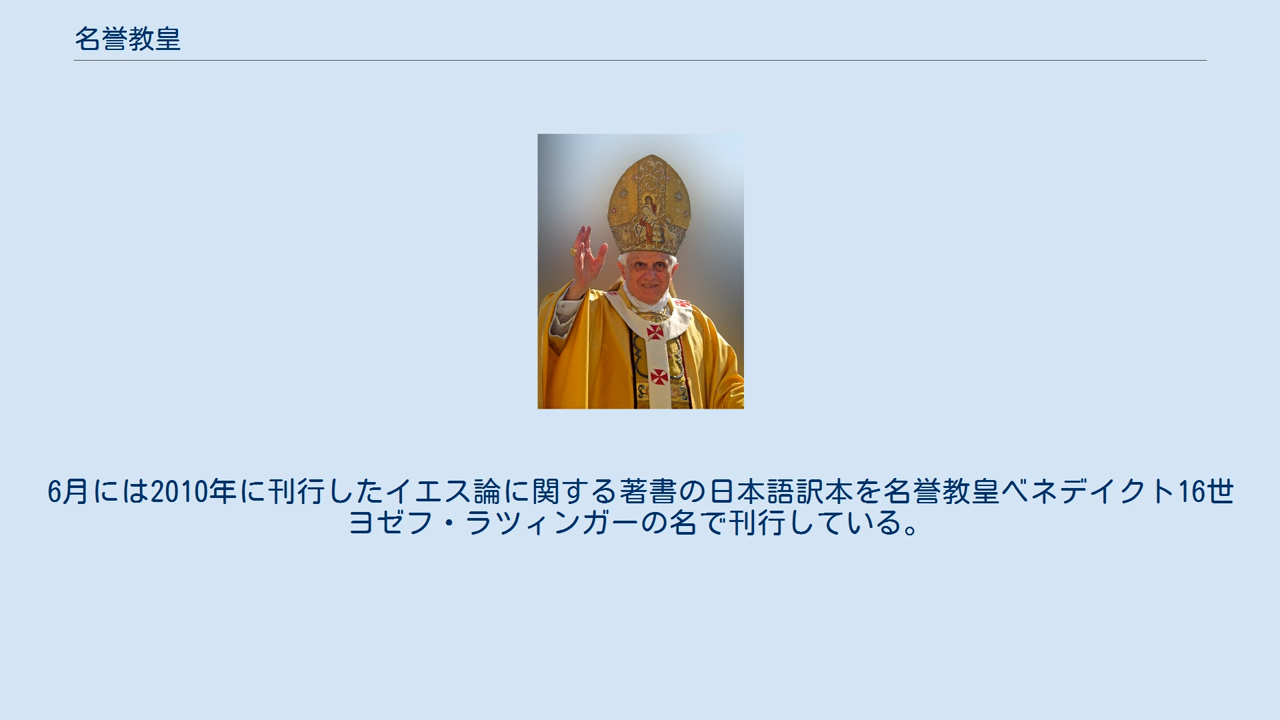 名誉教皇
6月には2010年に刊行したイエス論に関する著書の日本語訳本を名誉教皇ベネデイクト16世
ヨゼフ・ラツィンガーの名で刊行している。